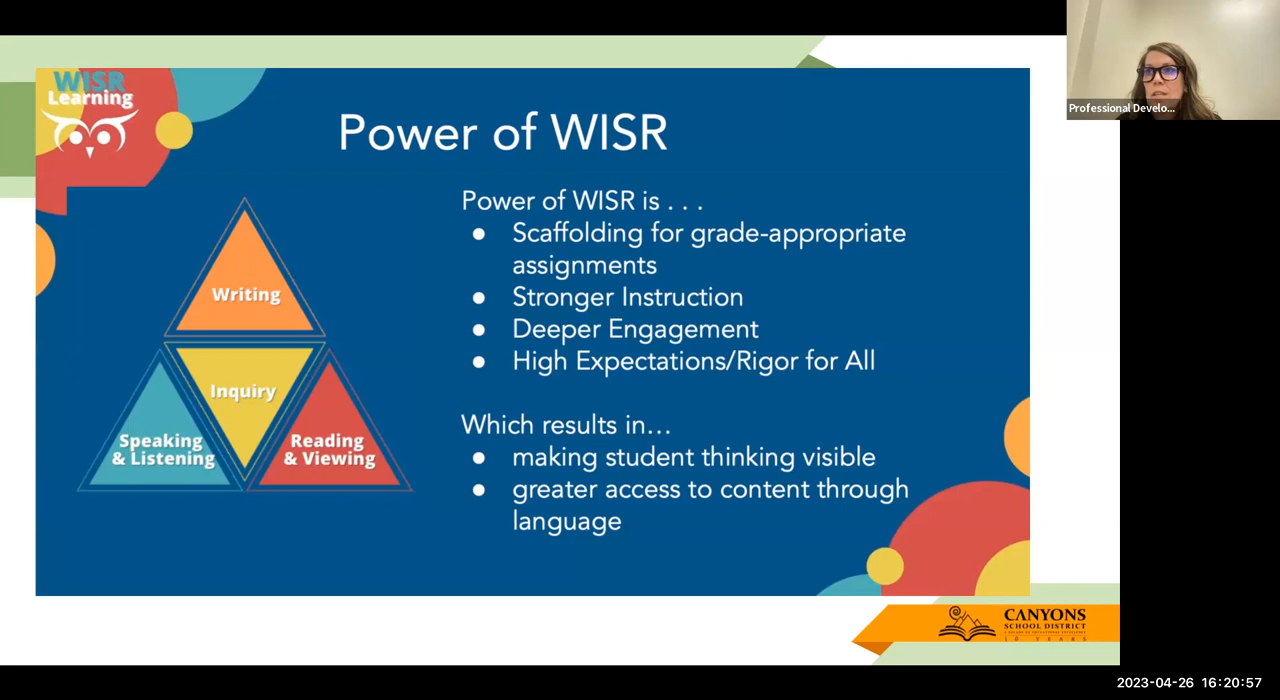 WISR
Learning
Power of WISR
Writing
Inquiry
Speaking
& Listening
Reading
& Viewing
Power of WISR is . . .
● Scaffolding for grade-appropriate
assignments
● Stronger Instruction
● Deeper Engagement
● High Expectations/Rigor for All
Which results in…
● making student thinking visible
● greater access to content through
language
Professional Develo...
CANYONS
SCHOOL DISTRICT
10 YEARS
2023-04-26 16:20:57